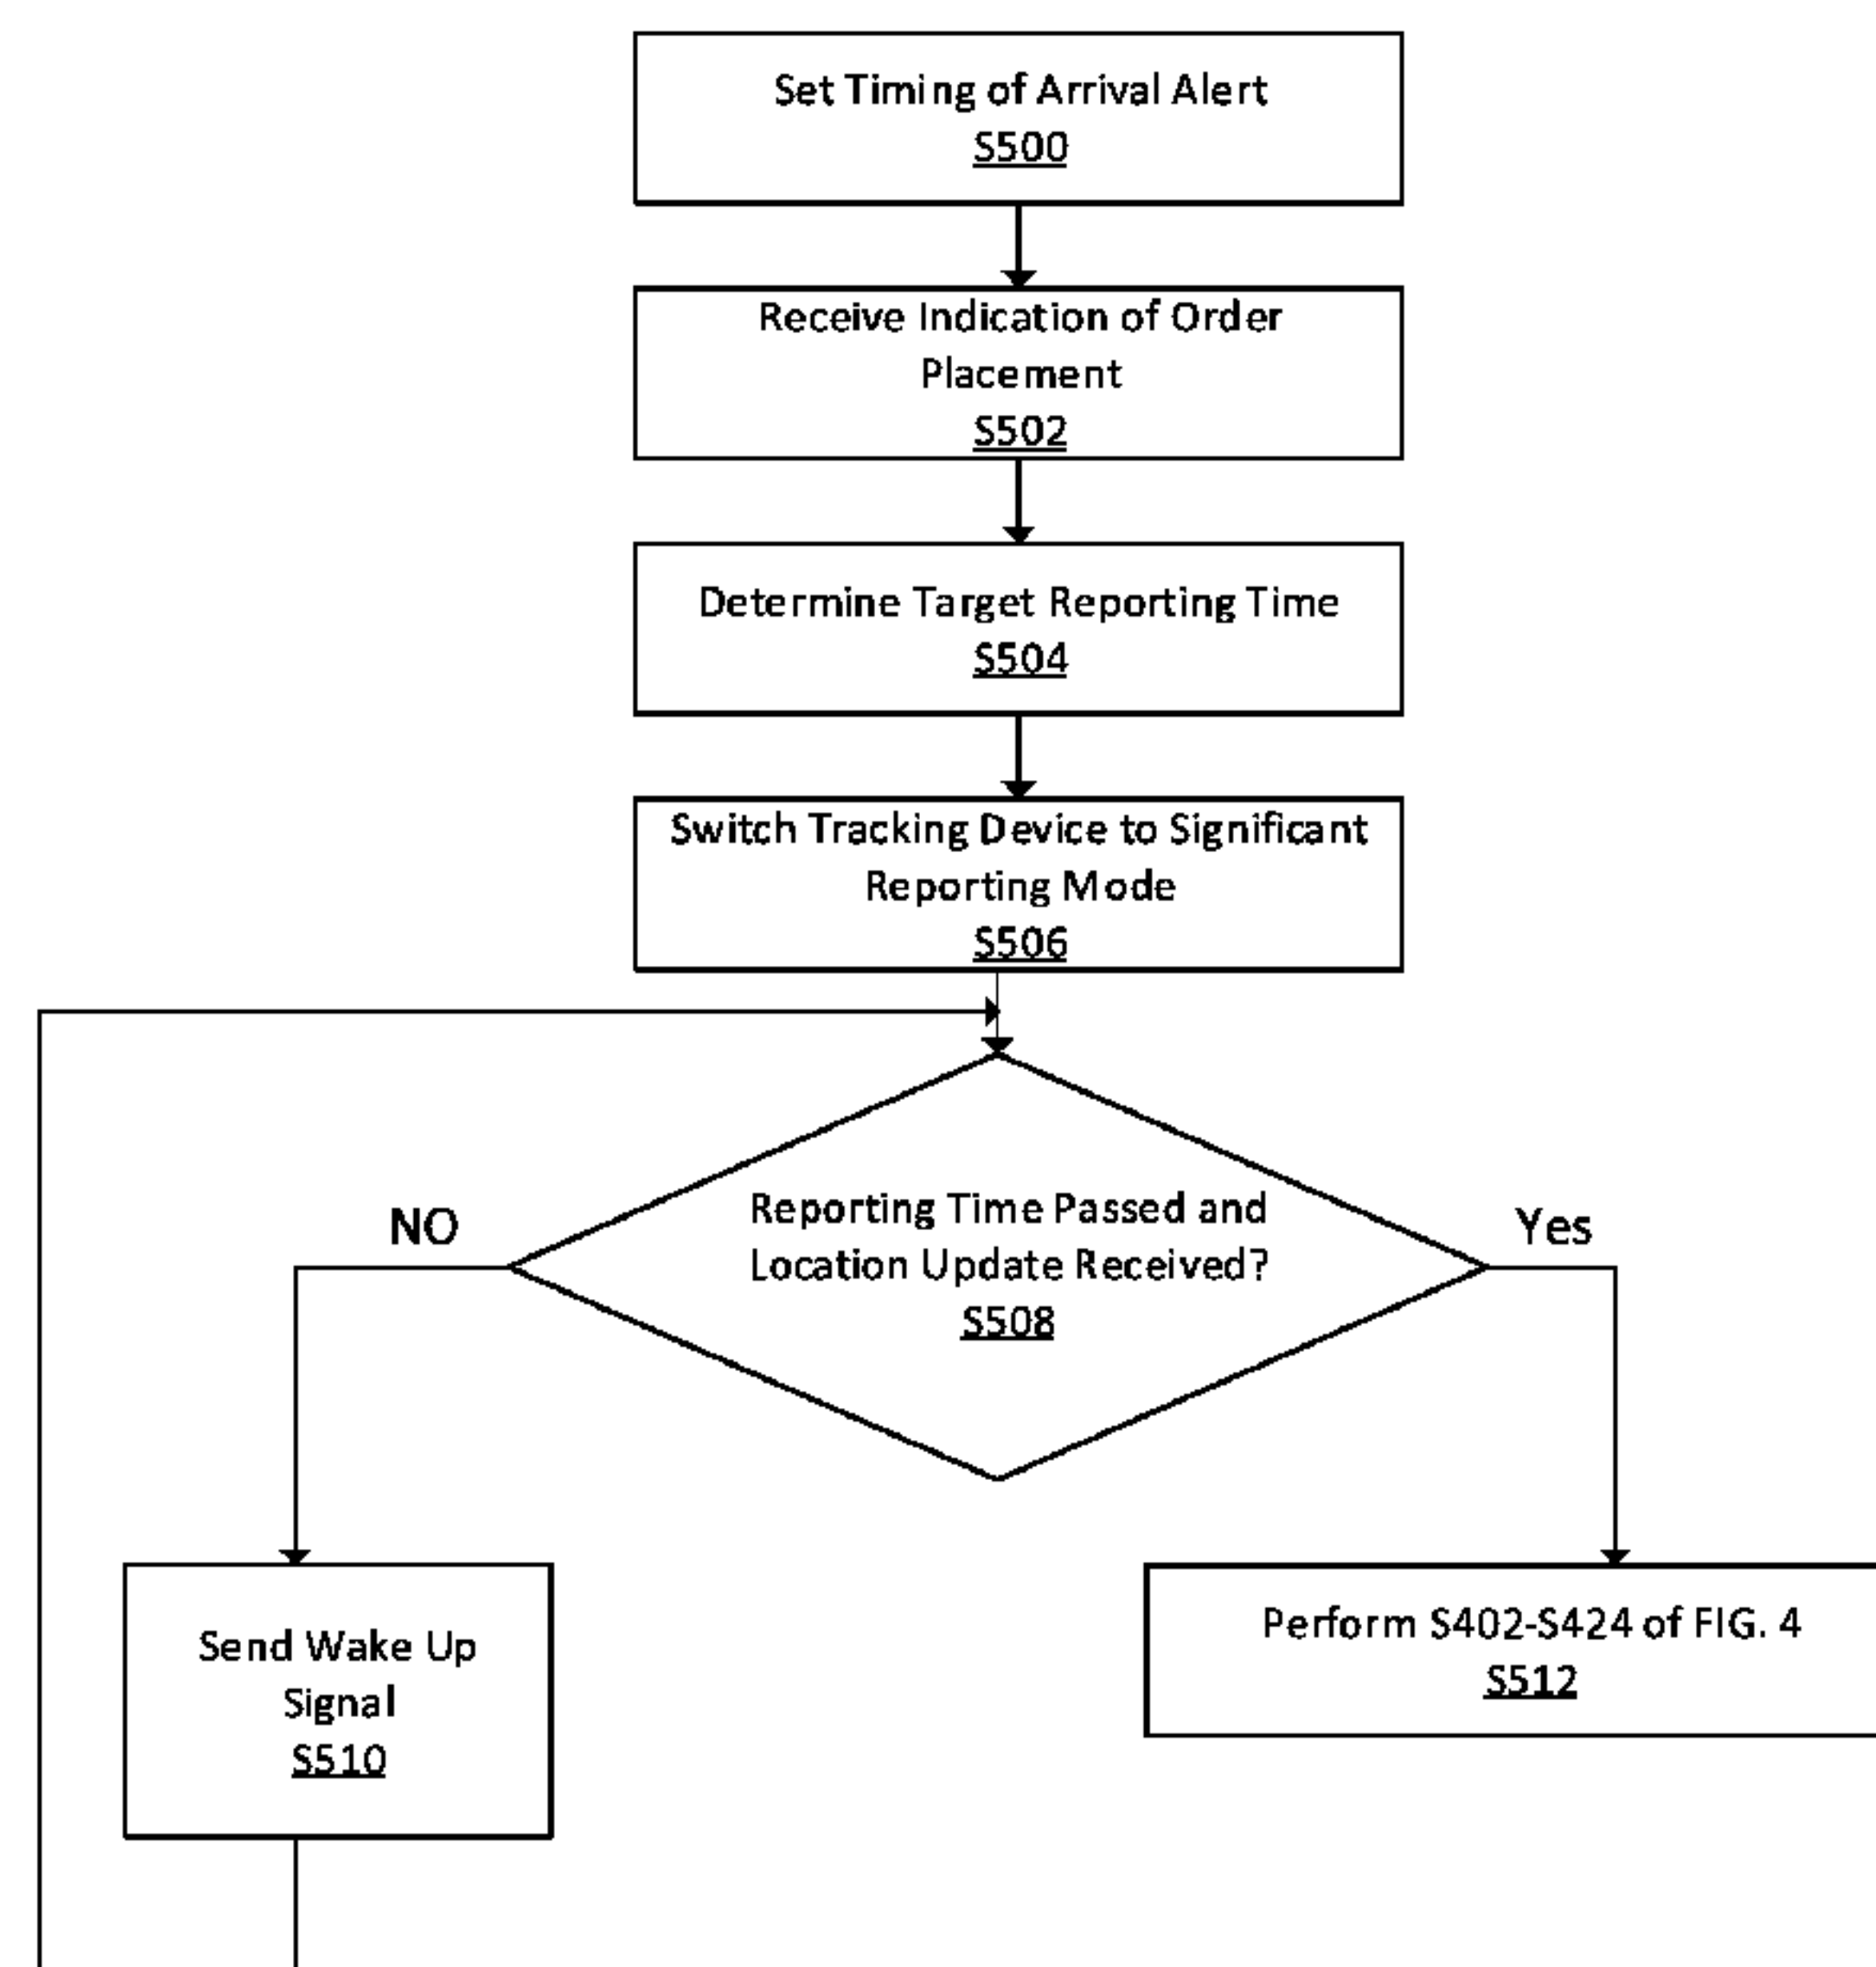 Set Timing of Arrival Alert
S500
Receive Indication of Order
Placement
S502
Determine Target Reporting Time
S504
Switch Tracking Device to Significant
Reporting Mode
S506
Reporting Time Passed and
Location Update Received?
S508
NO
Yes
Send Wake Up
Signal
S510
Perform S402-S424 of FIG. 4
S512